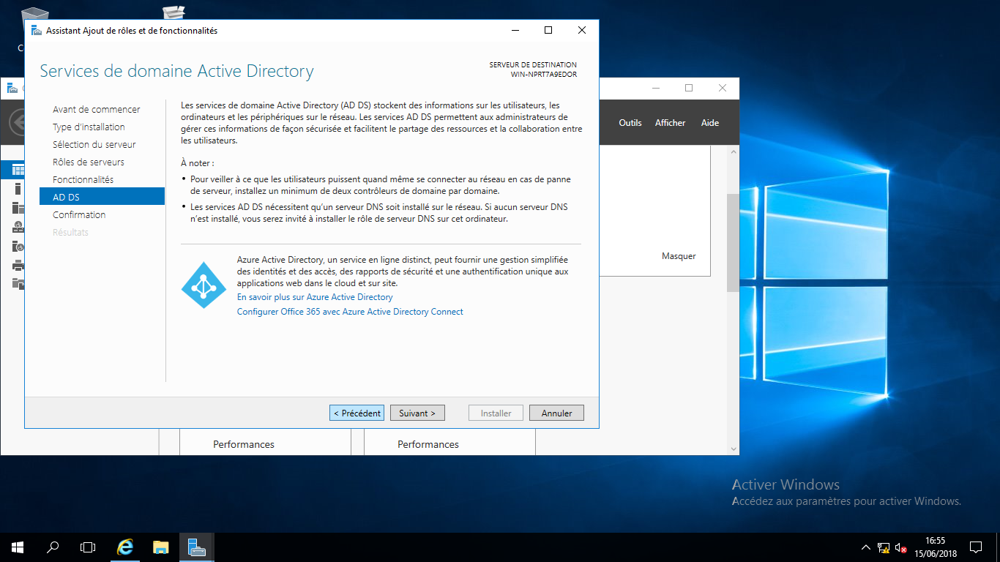 Assistant Ajout de rôles et de fonctionnalités
Services de domaine Active Directory
SERVEUR DE DESTINATION
WIN-NPRT7A9EDOR
Avant de commencer
Type d'installation
Sélection du serveur
Rôles de serveurs
Fonctionnalités
AD DS
Confirmation
Résultats
Les services de domaine Active Directory (AD DS) stockent des informations sur les utilisateurs, les
ordinateurs et les périphériques sur le réseau. Les services AD DS permettent aux administrateurs de
gérer ces informations de façon sécurisée et facilitent le partage des ressources et la collaboration entre
les utilisateurs.
À noter :
• Pour veiller à ce que les utilisateurs puissent quand même se connecter au réseau en cas de panne
de serveur, installez un minimum de deux contrôleurs de domaine par domaine.
• Les services AD DS nécessitent qu'un serveur DNS soit installé sur le réseau. Si aucun serveur DNS
n'est installé, vous serez invité à installer le rôle de serveur DNS sur cet ordinateur.
Azure Active Directory, un service en ligne distinct, peut fournir une gestion simplifiée
des identités et des accès, des rapports de sécurité et une authentification unique aux
applications web dans le cloud et sur site.
En savoir plus sur Azure Active Directory
Configurer Office 365 avec Azure Active Directory Connect
< Précédent
Suivant >
Installer
Annuler
Outils
Afficher
Aide
Masquer
Performances
Performances
Activer Windows
Accédez aux paramètres pour activer Windows.
16:55
15/06/2018